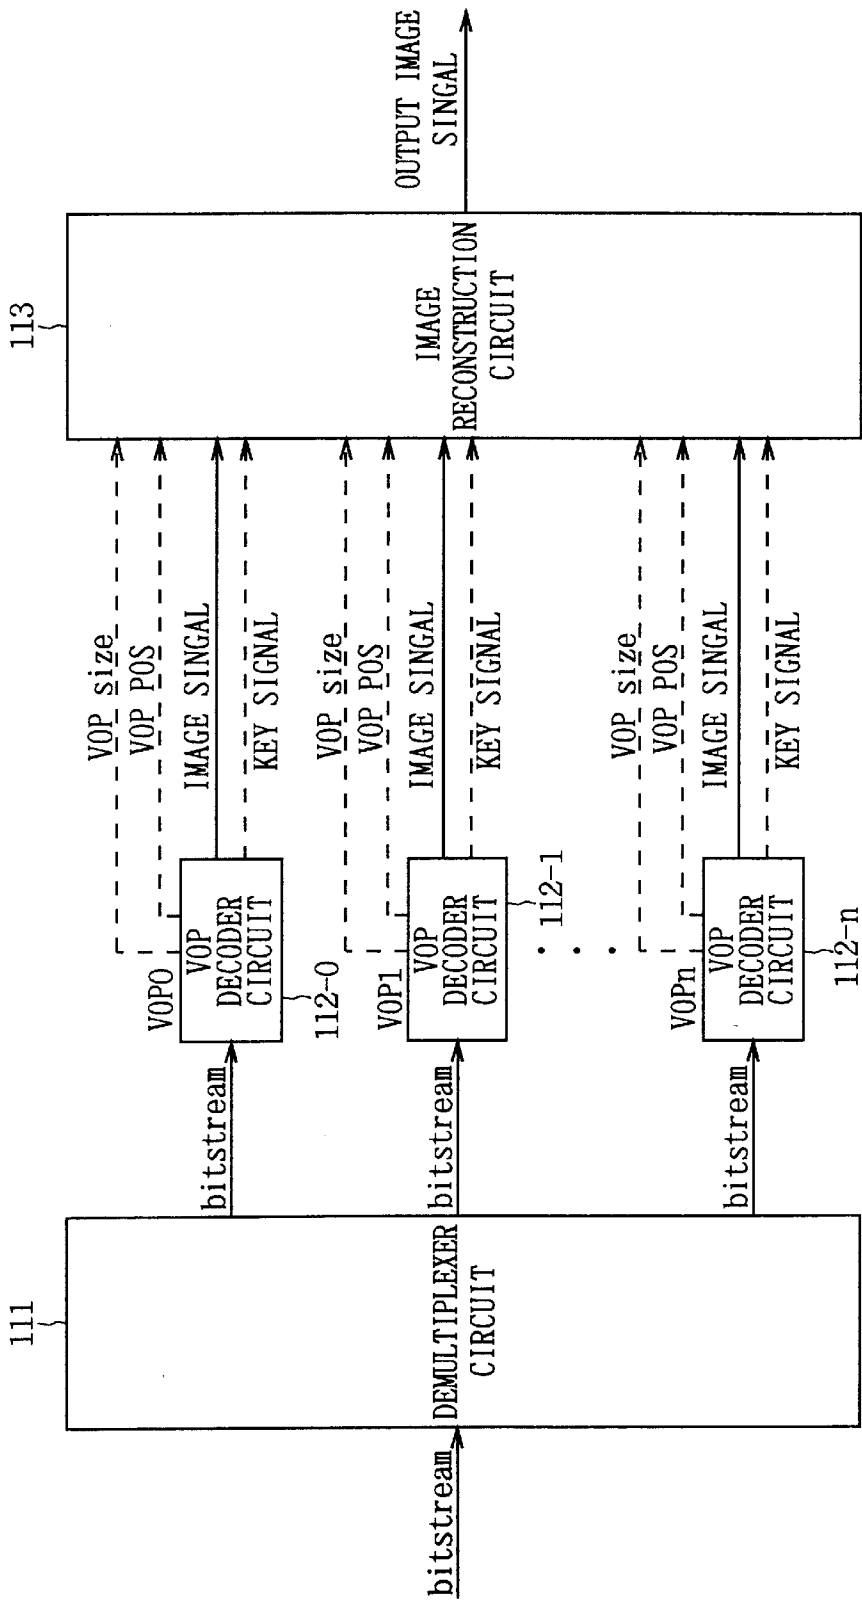 bitstream
111
DEMULTIPLEXER
CIRCUIT
bitstream
bitstream
bitstream
VOP0
VOP
DECODER
CIRCUIT
112-0
VOP size
VOP POS
IMAGE SINGAL
KEY SIGNAL
VOP1
VOP
DECODER
CIRCUIT
112-1
VOP size
VOP POS
IMAGE SINGAL
KEY SIGNAL
VOPn
VOP
DECODER
CIRCUIT
112-n
VOP size
VOP POS
IMAGE SINGAL
KEY SIGNAL
113
IMAGE
RECONSTRUCTION
CIRCUIT
OUTPUT IMAGE
SINGAL